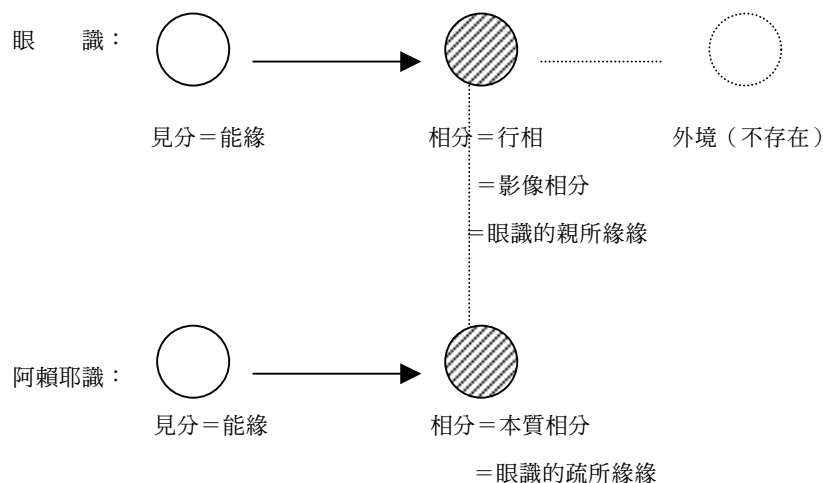 眼　　識：
見分＝能緣　相分＝行相　外境（不存在）
＝影像相分
＝眼識的親所緣緣
阿賴耶識：
見分＝能緣　相分＝本質相分
＝眼識的疏所緣緣